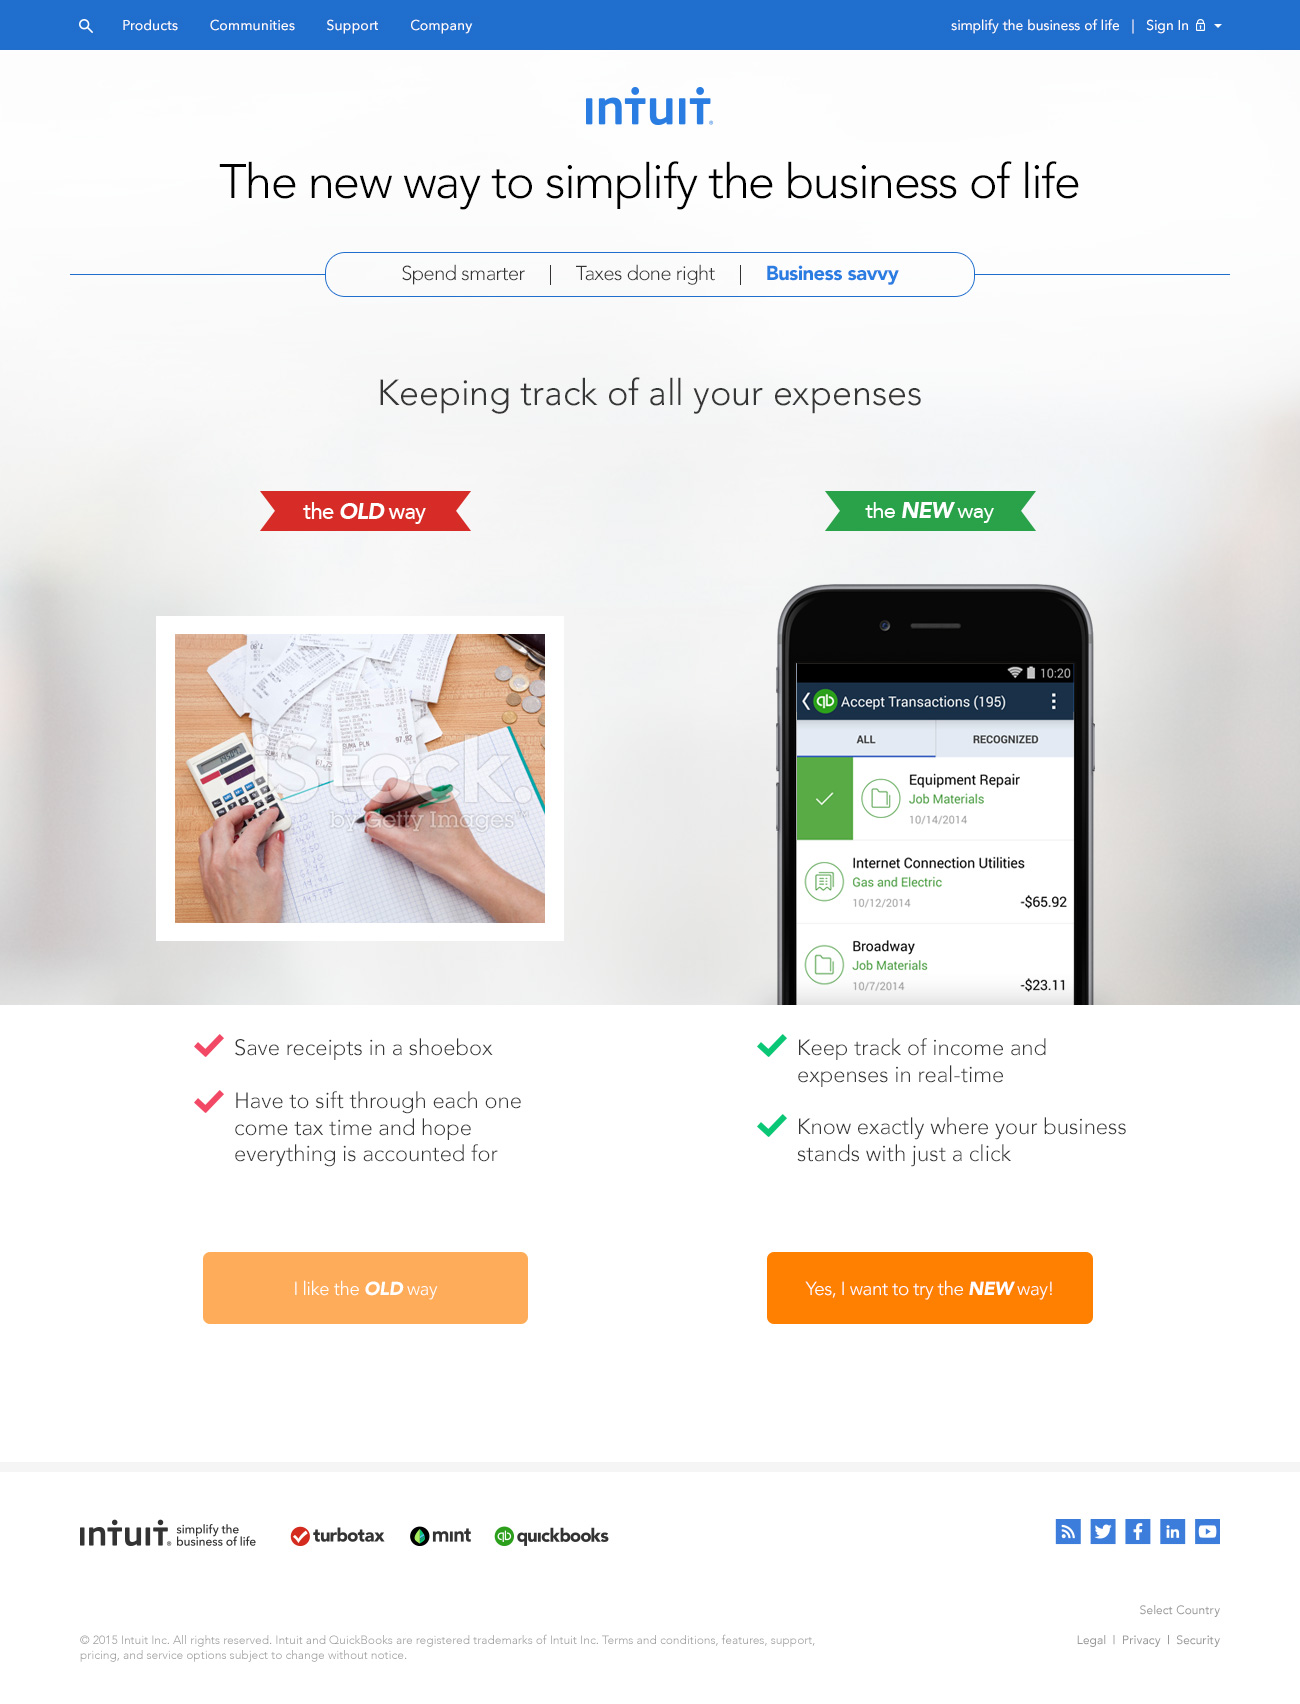 Products Communities Support Company simplify the business of life | Sign In
intuit
The new way to simplify the business of life
Spend smarter | Taxes done right | Business savvy
Keeping track of all your expenses
the OLD way
the NEW way
iStock.
by Getty Images
SUMA PLN
97,82
10:20
Accept Transactions (195)
ALL RECOGNIZED
Equipment Repair
Job Materials
10/14/2014
Internet Connection Utilities
Gas and Electric
10/12/2014 -$65.92
Broadway
Job Materials
10/7/2014 -$23.11
Save receipts in a shoebox
Have to sift through each one
come tax time and hope
everything is accounted for
Keep track of income and
expenses in real-time
Know exactly where your business
stands with just a click
I like the OLD way
Yes, I want to try the NEW way!
intuit. simplify the
business of life
turbotax mint qb quickbooks
Select Country
© 2015 Intuit Inc. All rights reserved. Intuit and QuickBooks are registered trademarks of Intuit Inc. Terms and conditions, features, support,
pricing, and service options subject to change without notice.
Legal | Privacy | Security